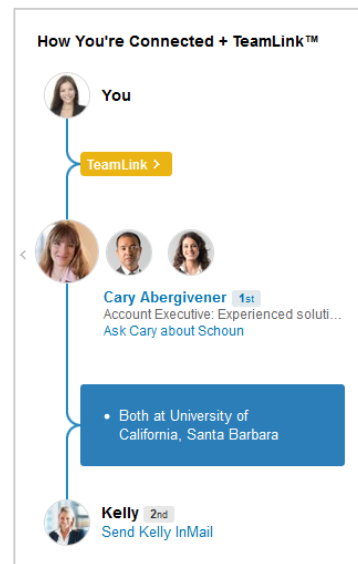 How You're Connected + TeamLink™
You
TeamLink >
Cary Abergivener 1st
Account Executive: Experienced soluti...
Ask Cary about Schoun
• Both at University of
California, Santa Barbara
Kelly 2nd
Send Kelly InMail